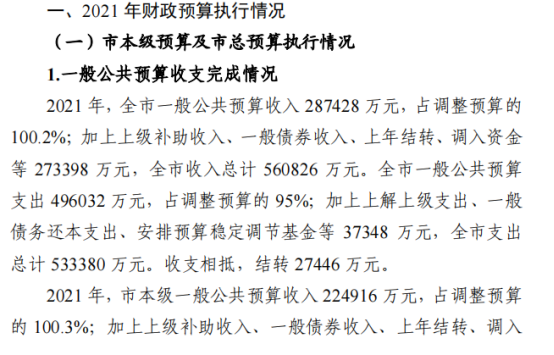 一、2021 年财政预算执行情况
（一）市本级预算及市总预算执行情况
1.一般公共预算收支完成情况
2021 年，全市一般公共预算收入 287428 万元，占调整预算的
100.2%；加上上级补助收入、一般债券收入、上年结转、调入资金
等 273398 万元，全市收入总计 560826 万元。全市一般公共预算
支出 496032 万元，占调整预算的 95%；加上上解上级支出、一般
债务还本支出、安排预算稳定调节基金等 37348 万元，全市支出
总计 533380 万元。收支相抵，结转 27446 万元。
2021 年，市本级一般公共预算收入 224916 万元，占调整预算
的 100.3%；加上上级补助收入、一般债券收入、上年结转、调入